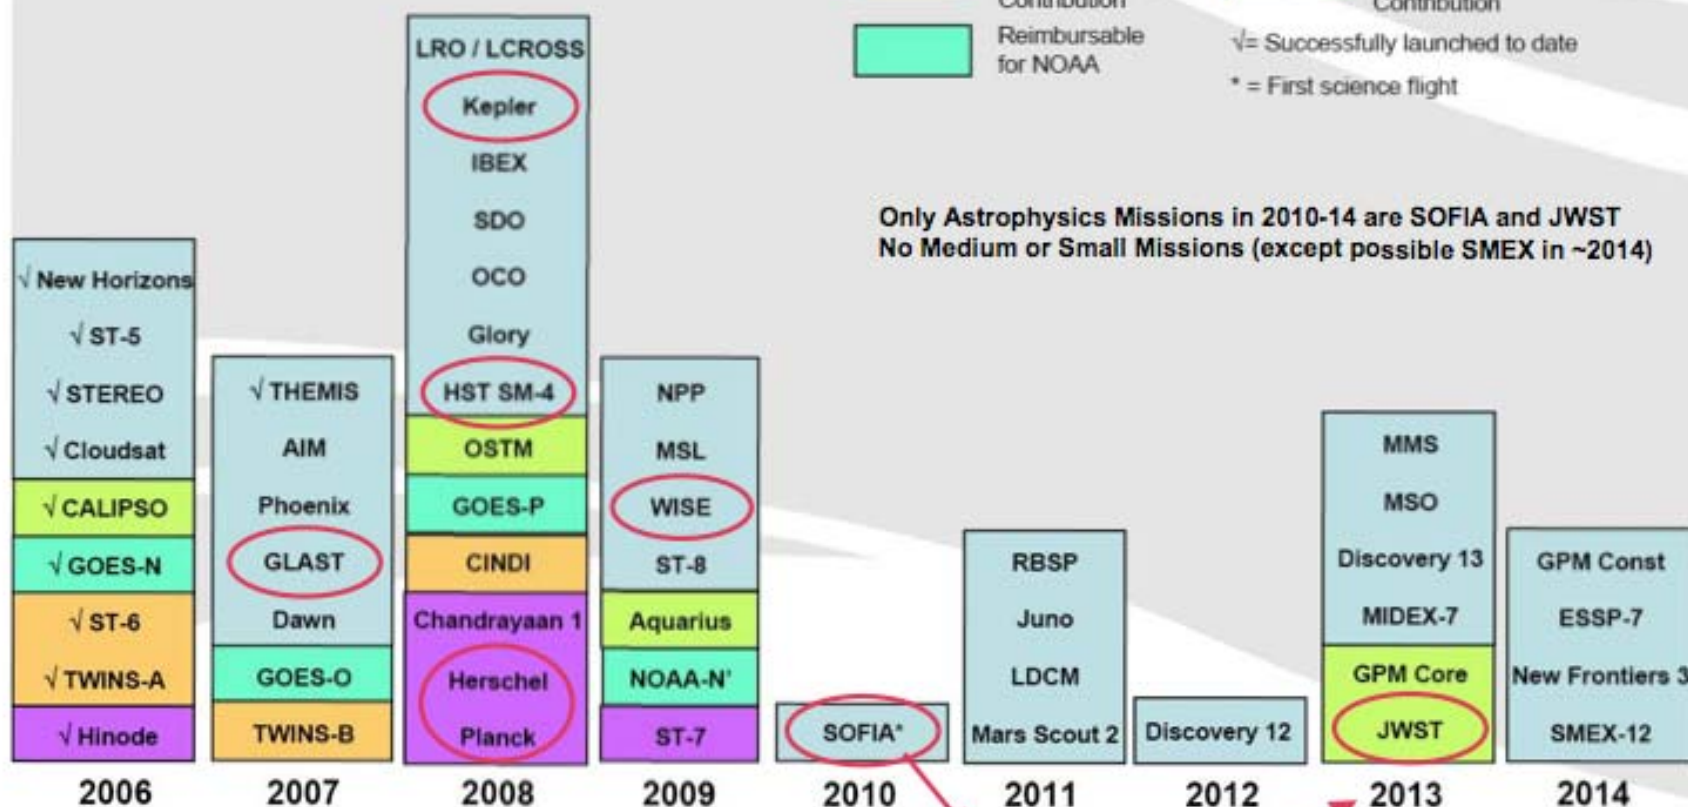 Contribution
Contribution
Reimbursable
for NOAA
√= Successfully launched to date
* = First science flight
Only Astrophysics Missions in 2010-14 are SOFIA and JWST
No Medium or Small Missions (except possible SMEX in ~2014)
√ New Horizons
√ ST-5
√ STEREO
√ Cloudsat
√ CALIPSO
√ GOES-N
√ ST-6
√ TWINS-A
√ Hinode
2006
√ THEMIS
AIM
Phoenix
GLAST
Dawn
GOES-O
TWINS-B
2007
LRO / LCROSS
Kepler
IBEX
SDO
OCO
Glory
HST SM-4
OSTM
GOES-P
CINDI
Chandrayaan 1
Herschel
Planck
2008
NPP
MSL
WISE
ST-8
Aquarius
NOAA-N'
ST-7
2009
SOFIA*
2010
RBSP
Juno
LDCM
Mars Scout 2
2011
Discovery 12
2012
MMS
MSO
Discovery 13
MIDEX-7
GPM Core
JWST
2013
GPM Const
ESSP-7
New Frontiers 3
SMEX-12
2014